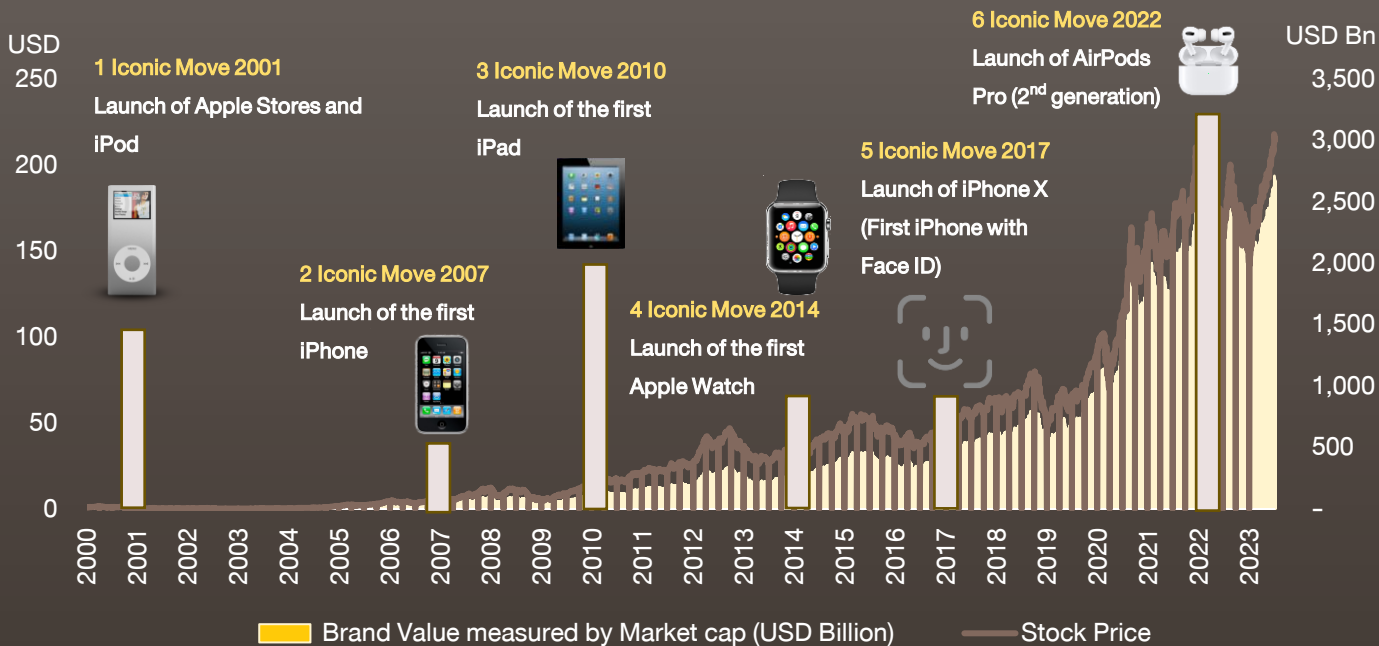 USD
250
200
150
100
50
0
USD Bn
3,500
3,000
2,500
2,000
1,500
1,000
500
-
1 Iconic Move 2001
Launch of Apple Stores and
iPod
2 Iconic Move 2007
Launch of the first
iPhone
3 Iconic Move 2010
Launch of the first
iPad
4 Iconic Move 2014
Launch of the first
Apple Watch
5 Iconic Move 2017
Launch of iPhone X
(First iPhone with
Face ID)
6 Iconic Move 2022
Launch of AirPods
Pro (2nd generation)
2000
2001
2002
2003
2004
2005
2006
2007
2008
2009
2010
2011
2012
2013
2014
2015
2016
2017
2018
2019
2020
2021
2022
2023
Brand Value measured by Market cap (USD Billion)
Stock Price